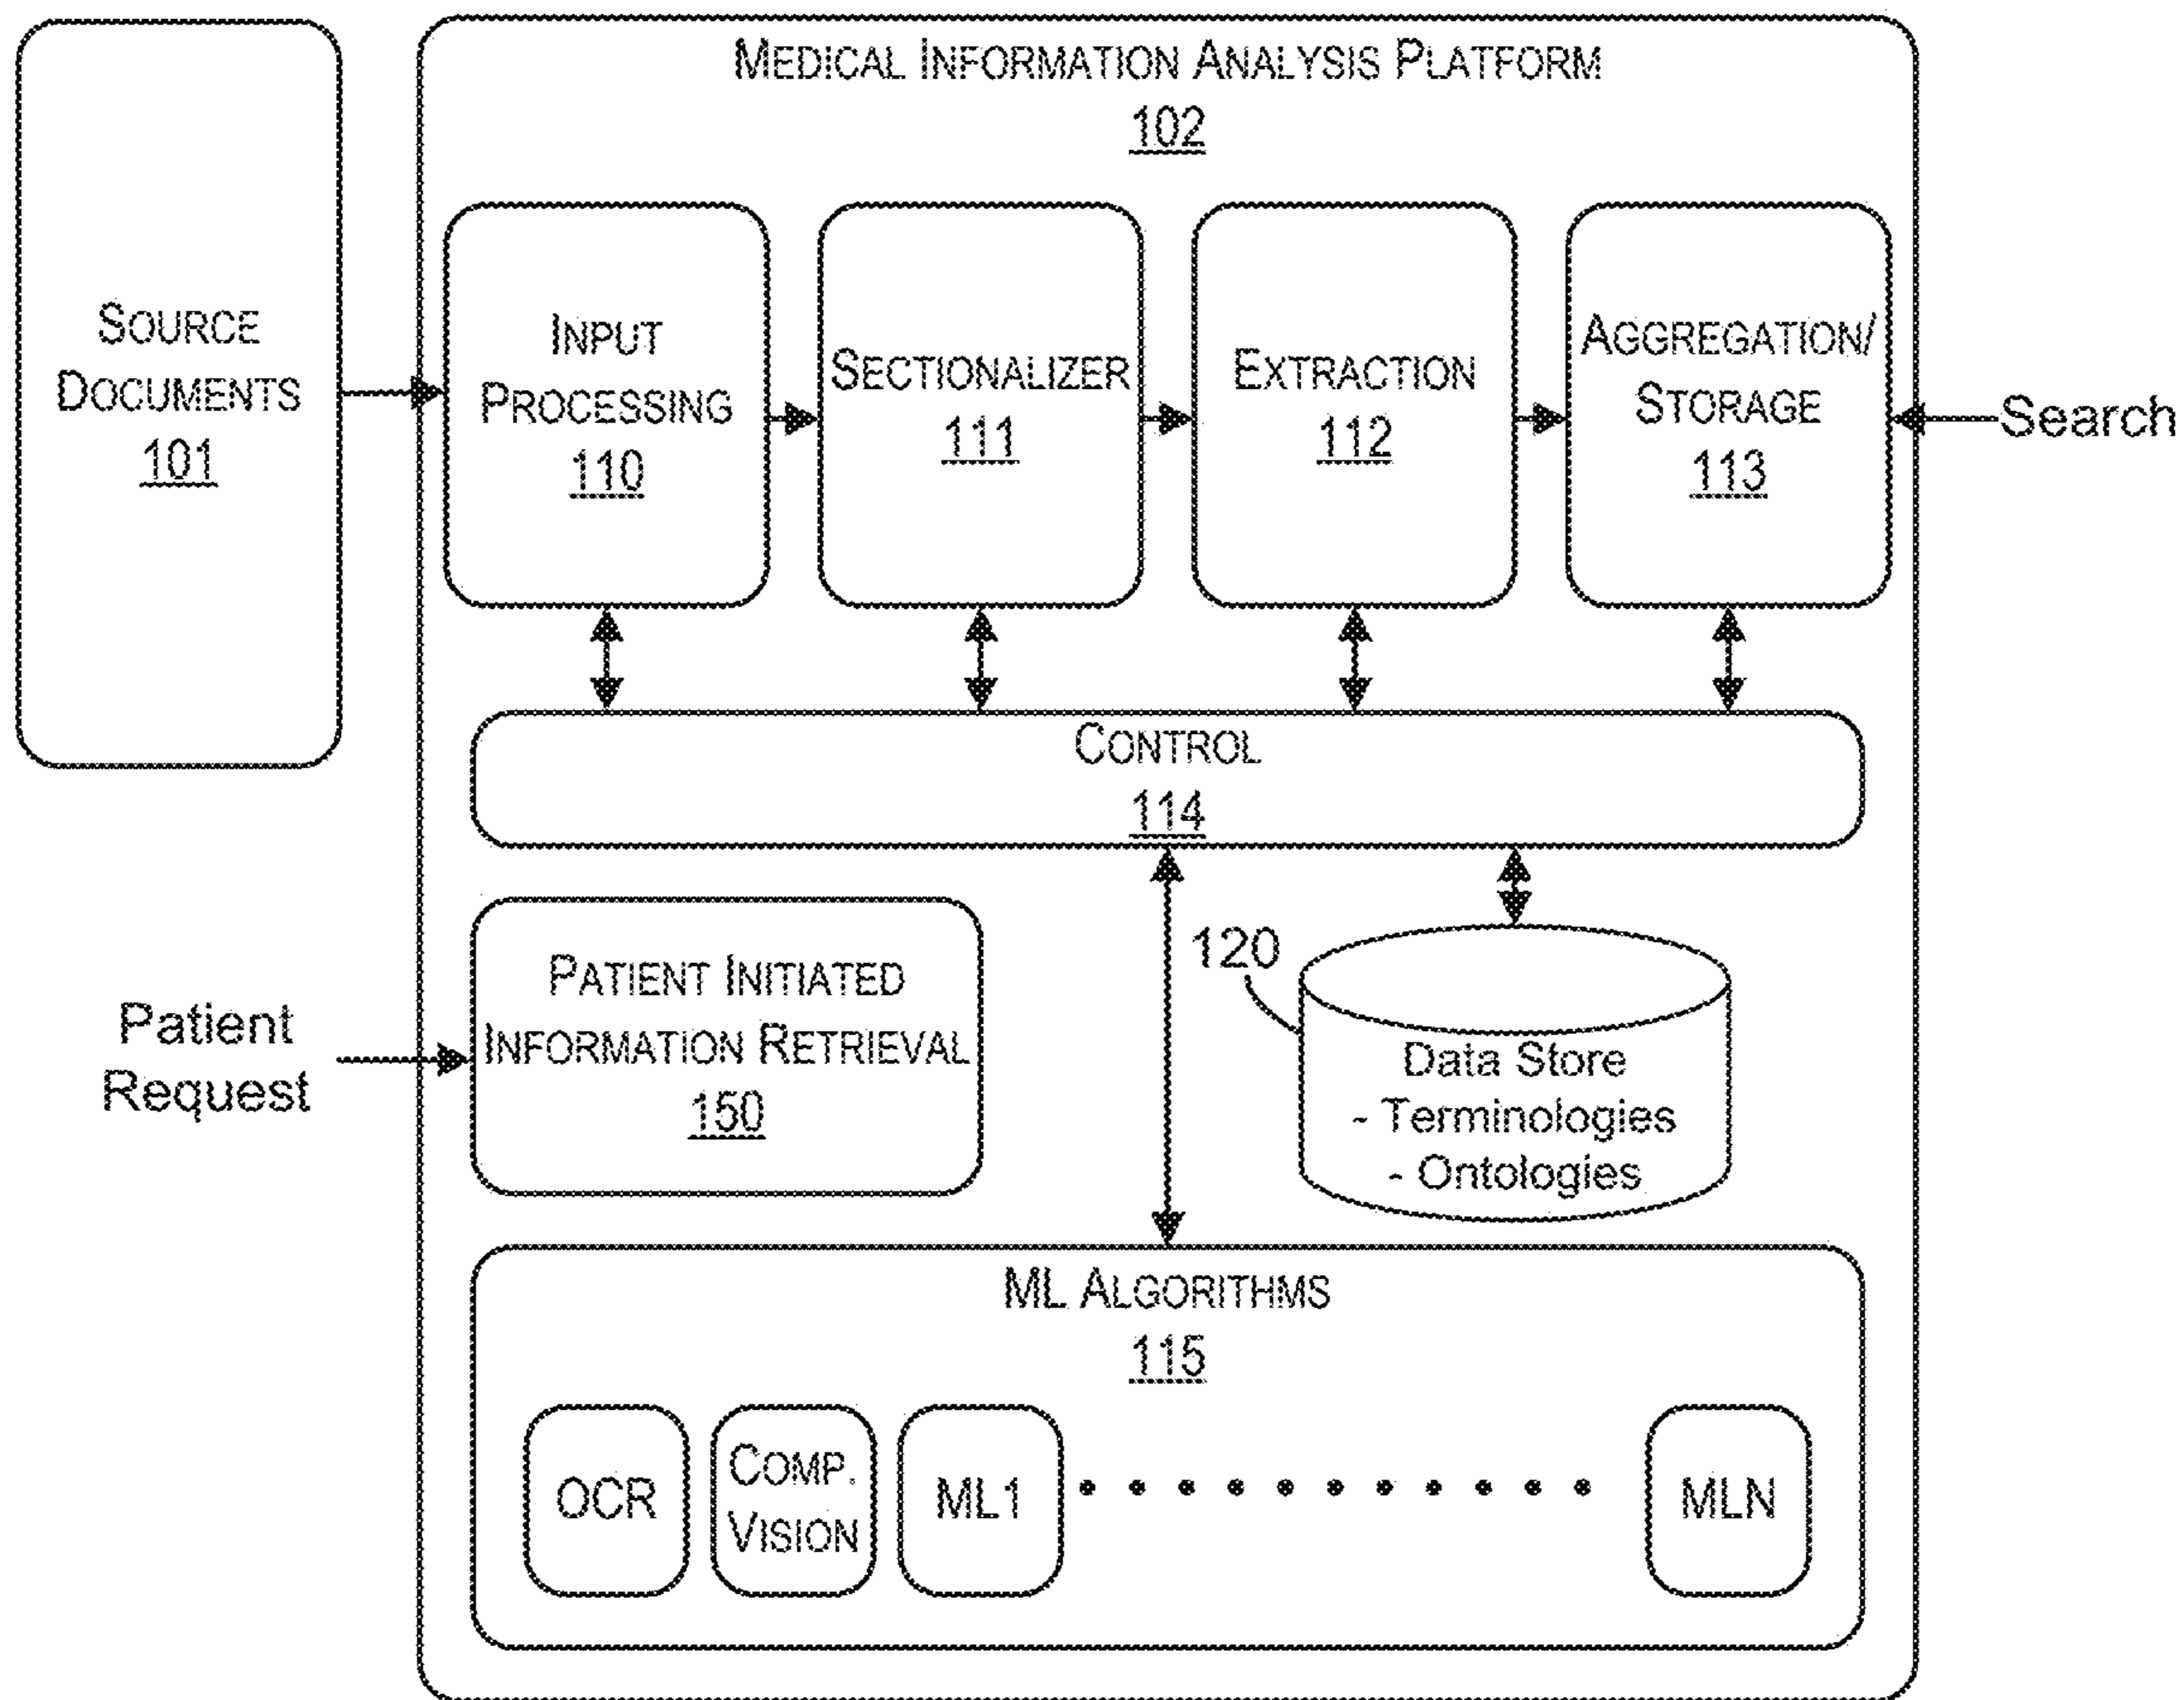 MEDICAL INFORMATION ANALYSIS PLATFORM
102
SOURCE
DOCUMENTS
101
INPUT
PROCESSING
110
SECTIONALIZER
111
EXTRACTION
112
AGGREGATION/
STORAGE
113
Search
CONTROL
114
Patient
Request
PATIENT INITIATED
INFORMATION RETRIEVAL
150
120
Data Store
- Terminologies
- Ontologies
ML ALGORITHMS
115
OCR
COMP.
VISION
ML1
MLN